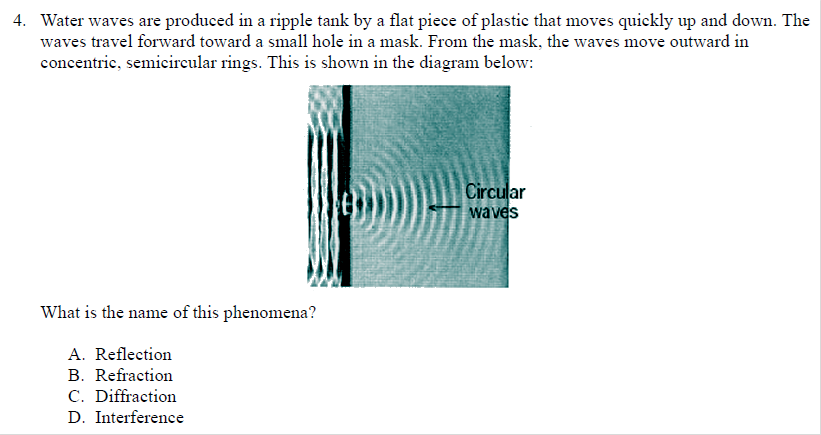 4. Water waves are produced in a ripple tank by a flat piece of plastic that moves quickly up and down. The
waves travel forward toward a small hole in a mask. From the mask, the waves move outward in
concentric, semicircular rings. This is shown in the diagram below:
Circular
waves
What is the name of this phenomena?
A. Reflection
B. Refraction
C. Diffraction
D. Interference